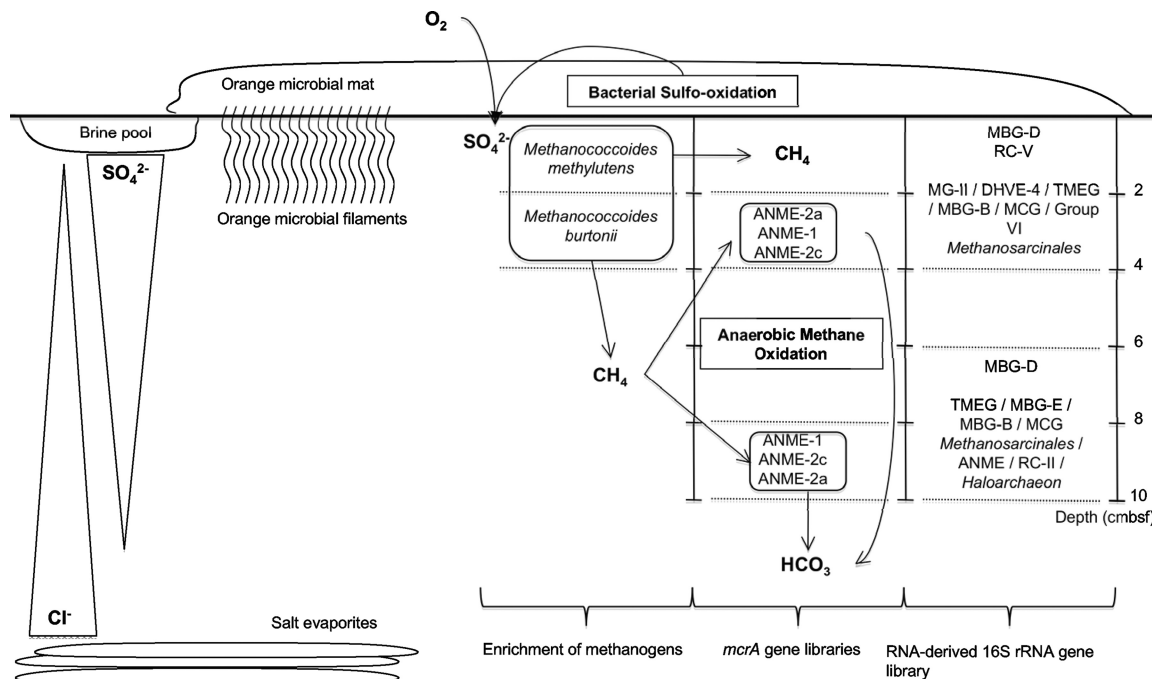 O2
Orange microbial mat
Bacterial Sulfo-oxidation
Brine pool
SO4 2-
Orange microbial filaments
SO4 2-
Methanococcoides
methylutens
Methanococcoides
burtonii
CH4
CH4
ANME-2a
ANME-1
ANME-2c
Anaerobic Methane
Oxidation
ANME-1
ANME-2c
ANME-2a
HCO3
MBG-D
RC-V
MG-II / DHVE-4 / TMEG
/ MBG-B / MCG / Group
VI
Methanosarcinales
MBG-D
TMEG / MBG-E /
MBG-B / MCG
Methanosarcinales /
ANME / RC-II /
Haloarchaeon
2
4
6
8
10
Depth (cmbsf)
Cl-
Salt evaporites
Enrichment of methanogens
mcrA gene libraries
RNA-derived 16S rRNA gene
library